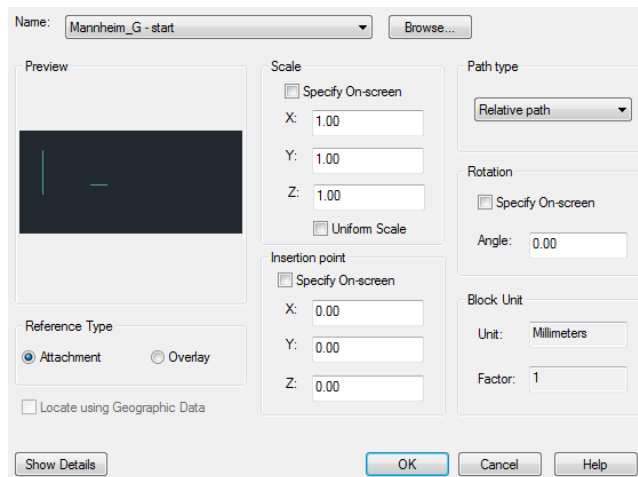 Name: Mannheim_G - start Browse...
Preview
Scale
Specify On-screen
X: 1.00
Y: 1.00
Z: 1.00
Uniform Scale
Path type
Relative path
Rotation
Specify On-screen
Angle: 0.00
Insertion point
Specify On-screen
X: 0.00
Y: 0.00
Z: 0.00
Block Unit
Unit: Millimeters
Factor: 1
Reference Type
Attachment Overlay
Locate using Geographic Data
Show Details OK Cancel Help